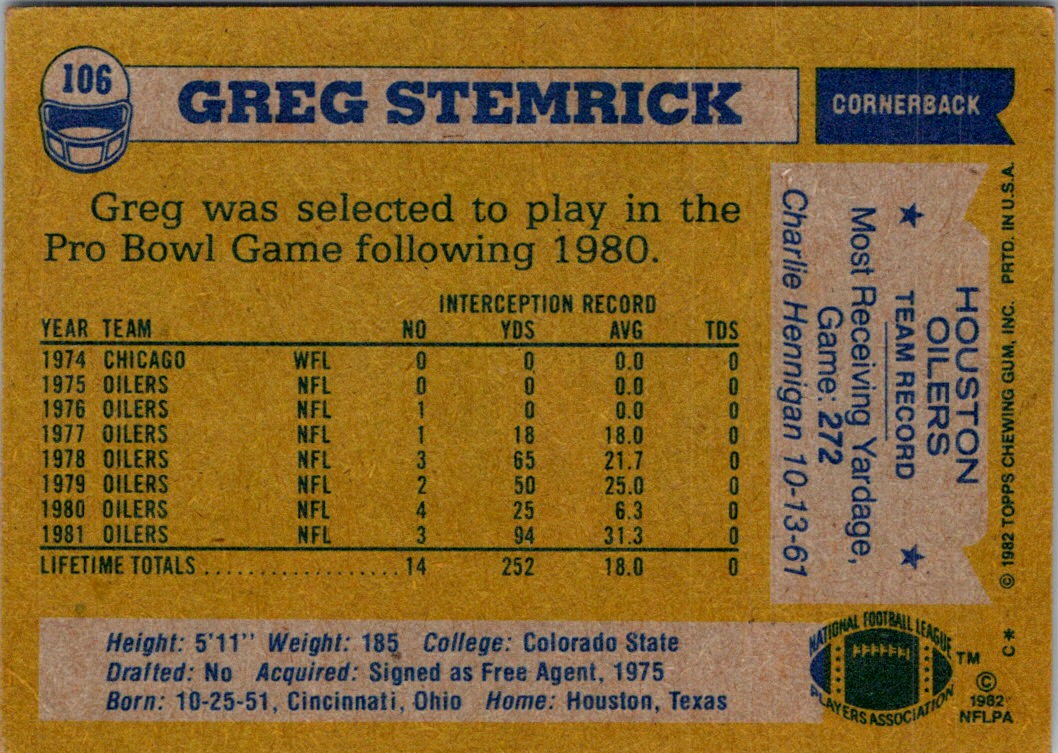 106
GREG STEMRICK
CORNERBACK
Greg was selected to play in the
Pro Bowl Game following 1980.
INTERCEPTION RECORD
YEAR TEAM NO YDS AVG TDS
1974 CHICAGO WFL 0 0 0.0 0
1975 OILERS NFL 0 0 0.0 0
1976 OILERS NFL 1 0 0.0 0
1977 OILERS NFL 1 18 18.0 0
1978 OILERS NFL 3 65 21.7 0
1979 OILERS NFL 2 50 25.0 0
1980 OILERS NFL 4 25 6.3 0
1981 OILERS NFL 3 94 31.3 0
LIFETIME TOTALS .................. 14 252 18.0 0
HOUSTON
OILERS
★ TEAM RECORD ★
Most Receiving Yardage,
Game: 272
Charlie Hennigan 10-13-61
© 1982 TOPPS CHEWING GUM, INC. PRTD. IN U.S.A.
C*
Height: 5'11" Weight: 185 College: Colorado State
Drafted: No Acquired: Signed as Free Agent, 1975
Born: 10-25-51, Cincinnati, Ohio Home: Houston, Texas
NATIONAL FOOTBALL LEAGUE
PLAYERS ASSOCIATION
TM
©
1982
NFLPA